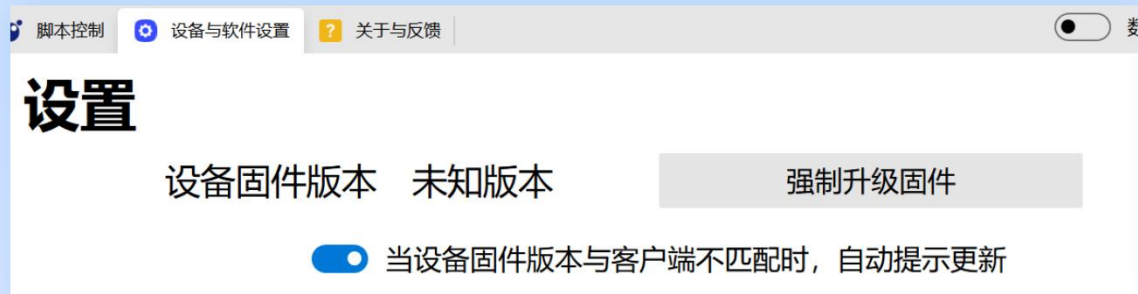 脚本控制 设备与软件设置 ? 关于与反馈
设置
设备固件版本 未知版本 强制升级固件
当设备固件版本与客户端不匹配时，自动提示更新